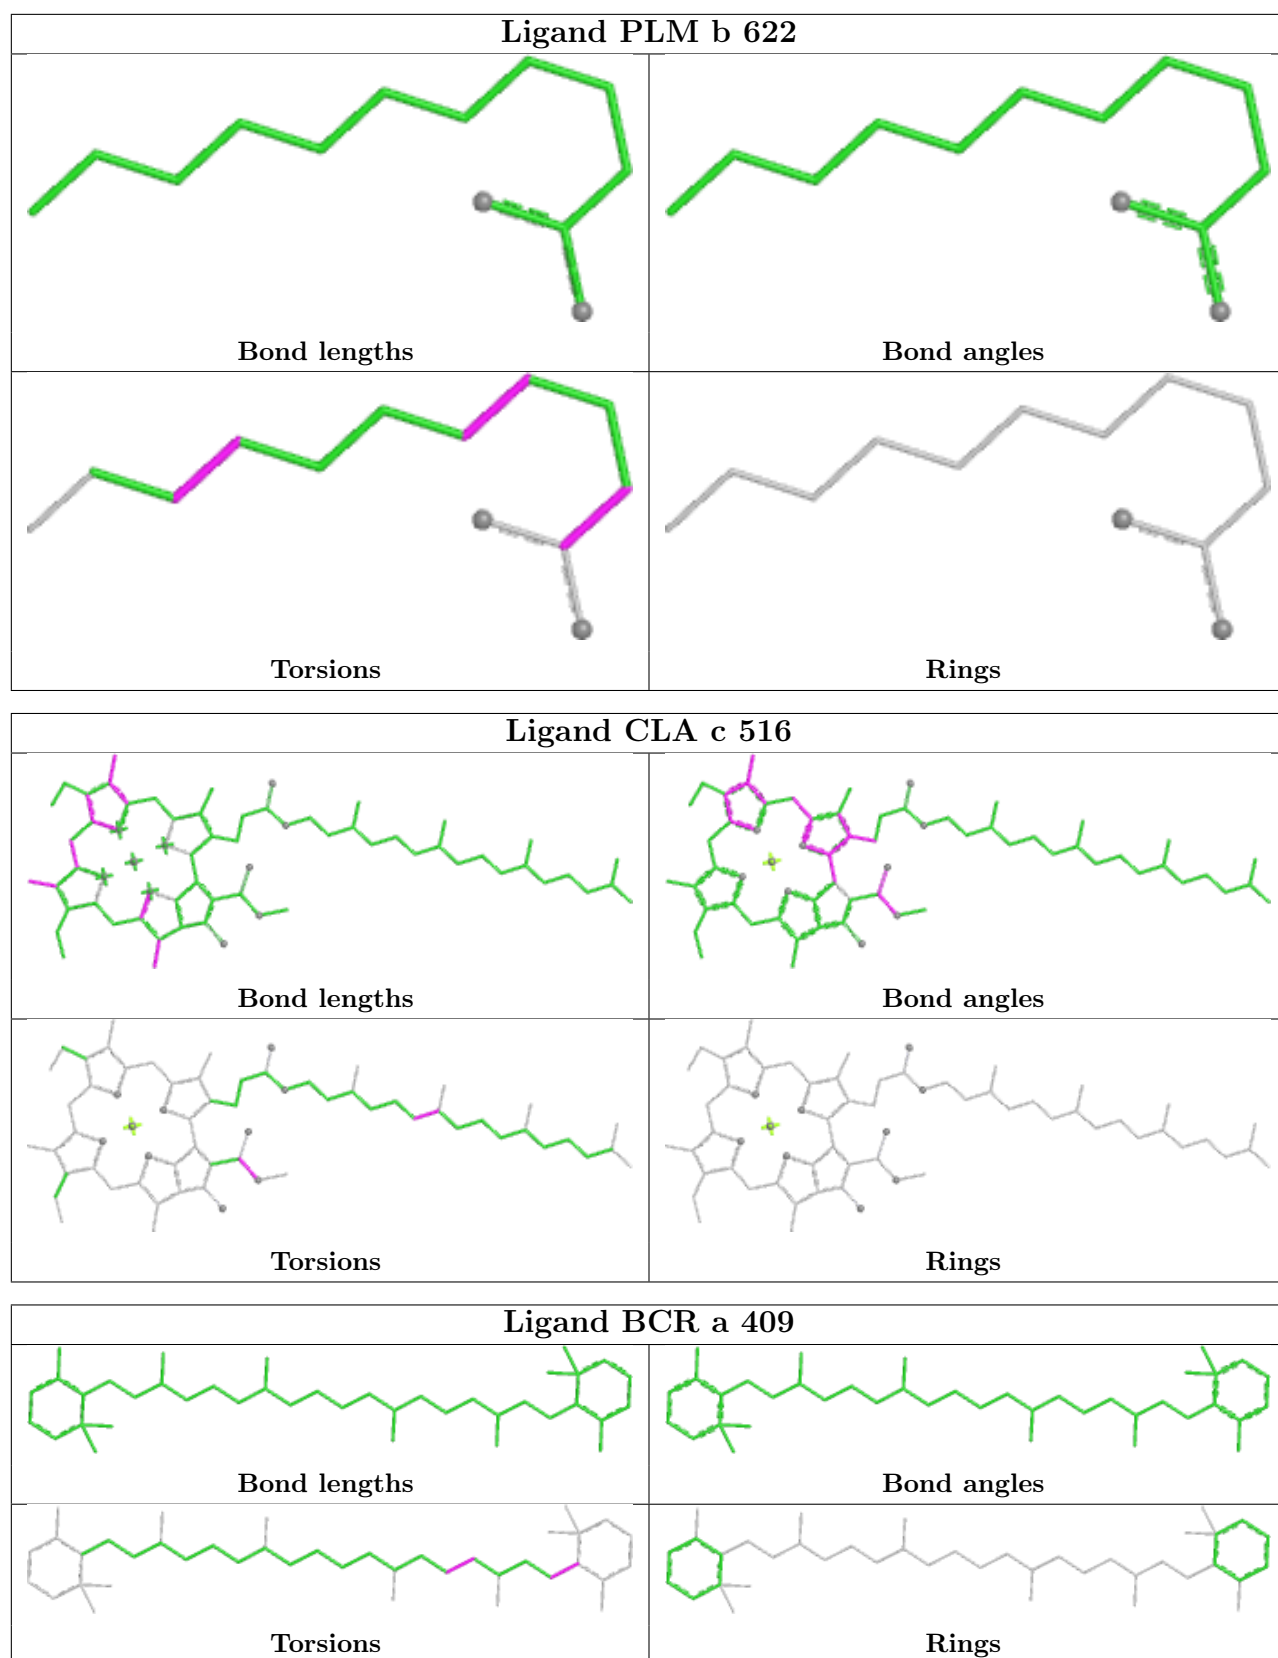 Ligand PLM b 622
Bond lengths
Bond angles
Torsions
Rings
Ligand CLA c 516
Bond lengths
Bond angles
Torsions
Rings
Ligand BCR a 409
Bond lengths
Bond angles
Torsions
Rings